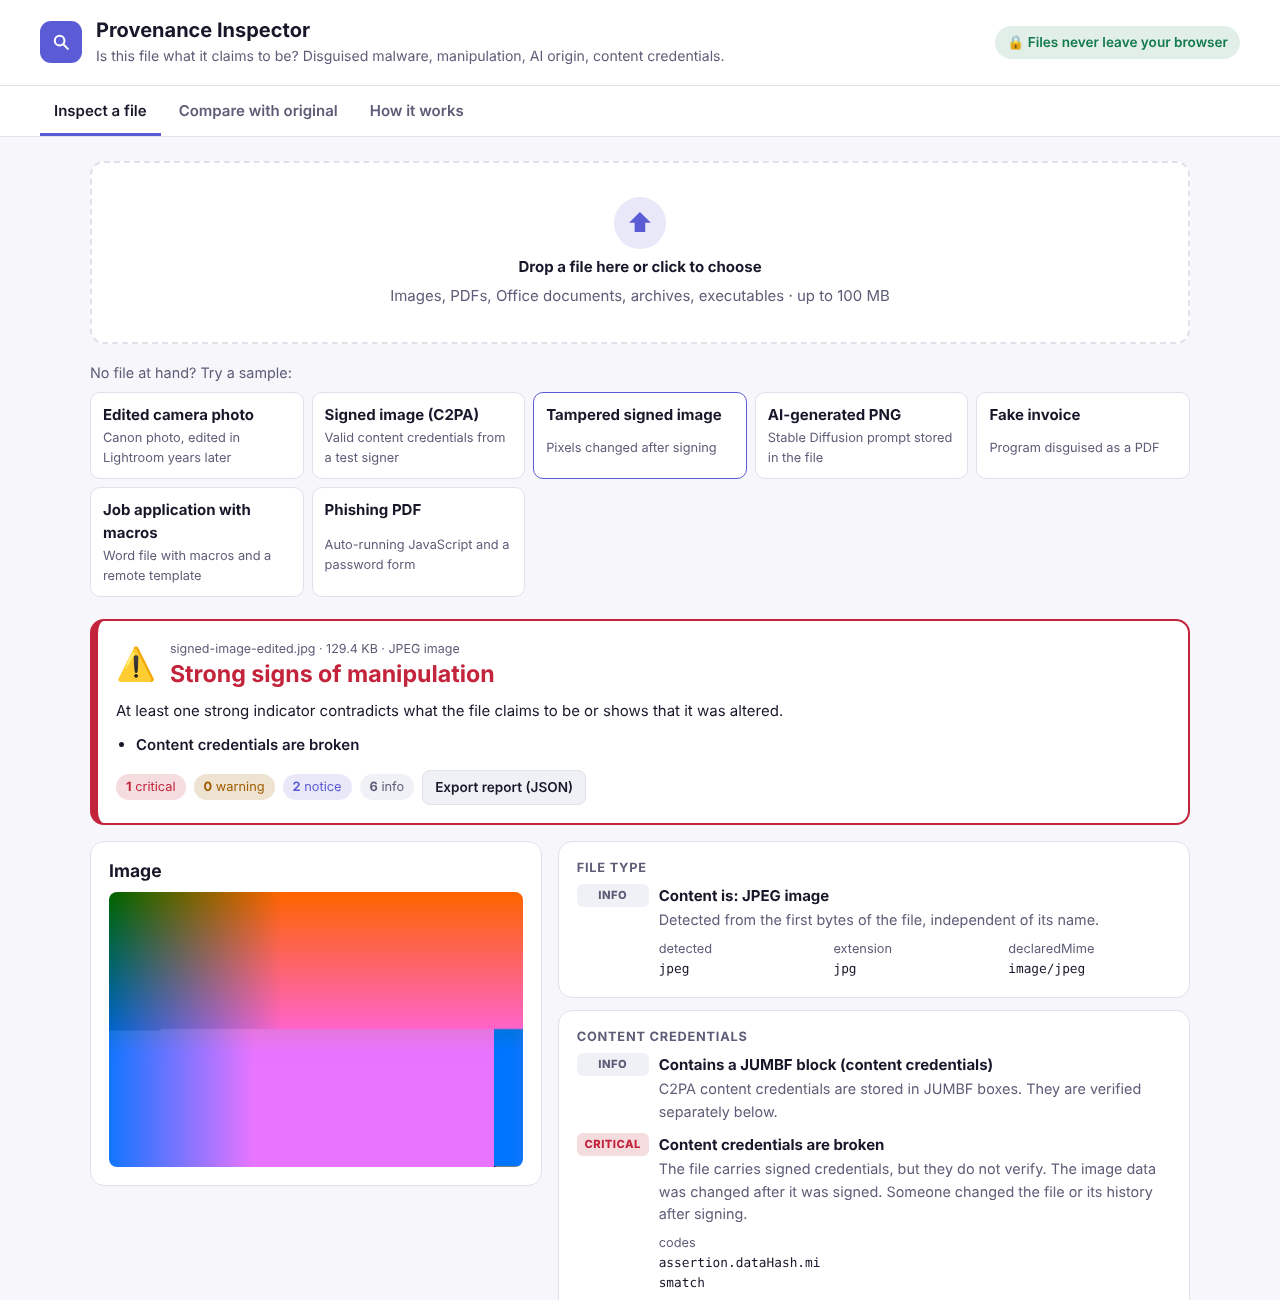 Provenance Inspector
Is this file what it claims to be? Disguised malware, manipulation, AI origin, content credentials.
🔒 Files never leave your browser
Inspect a file
Compare with original
How it works
Drop a file here or click to choose
Images, PDFs, Office documents, archives, executables · up to 100 MB
No file at hand? Try a sample:
Edited camera photo
Canon photo, edited in
Lightroom years later
Signed image (C2PA)
Valid content credentials from
a test signer
Tampered signed image
Pixels changed after signing
AI-generated PNG
Stable Diffusion prompt stored
in the file
Fake invoice
Program disguised as a PDF
Job application with
macros
Word file with macros and a
remote template
Phishing PDF
Auto-running JavaScript and a
password form
signed-image-edited.jpg · 129.4 KB · JPEG image
Strong signs of manipulation
At least one strong indicator contradicts what the file claims to be or shows that it was altered.
• Content credentials are broken
1 critical
0 warning
2 notice
6 info
Export report (JSON)
Image
FILE TYPE
INFO
Content is: JPEG image
Detected from the first bytes of the file, independent of its name.
detected
extension
declaredMime
jpeg
jpg
image/jpeg
CONTENT CREDENTIALS
INFO
Contains a JUMBF block (content credentials)
C2PA content credentials are stored in JUMBF boxes. They are verified
separately below.
CRITICAL
Content credentials are broken
The file carries signed credentials, but they do not verify. The image data
was changed after it was signed. Someone changed the file or its history
after signing.
codes
assertion.dataHash.mi
smatch